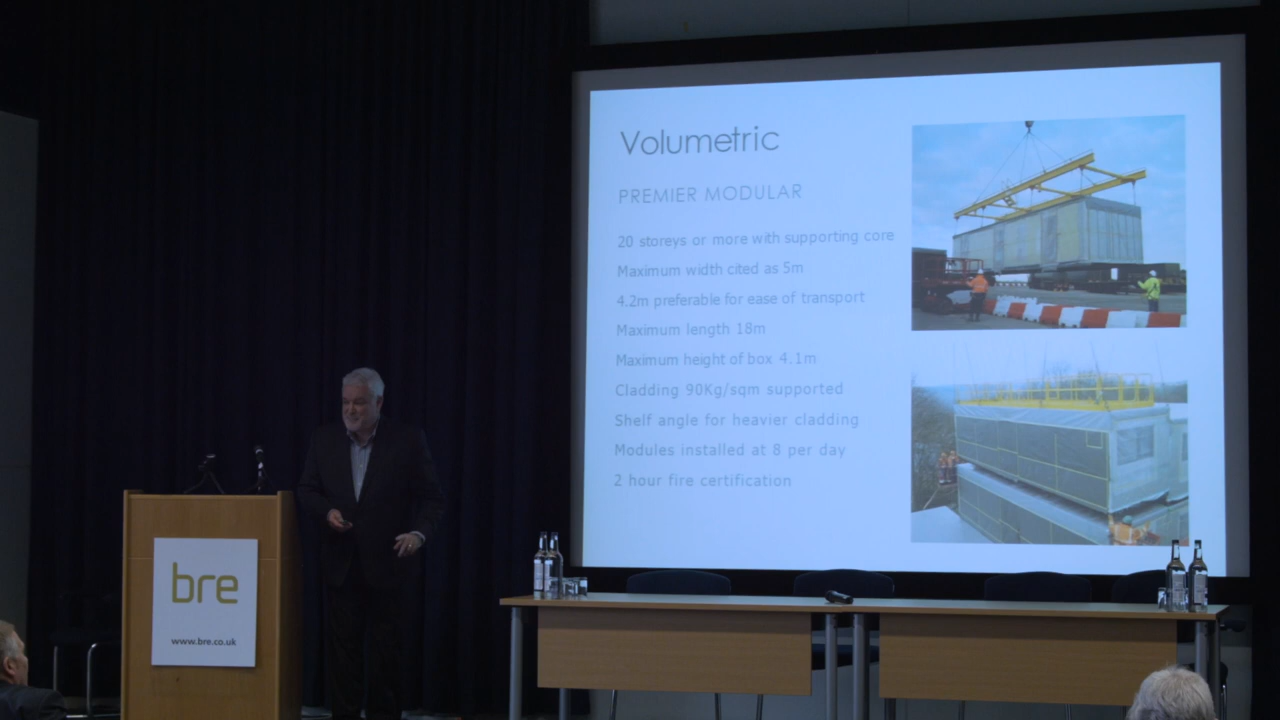 Volumetric
PREMIER MODULAR
20 storeys or more with supporting core
Maximum width cited as 5m
4.2m preferable for ease of transport
Maximum length 18m
Maximum height of box 4.1m
Cladding 90Kg/sqm supported
Shelf angle for heavier cladding
Modules installed at 8 per day
2 hour fire certification
bre
www.bre.co.uk